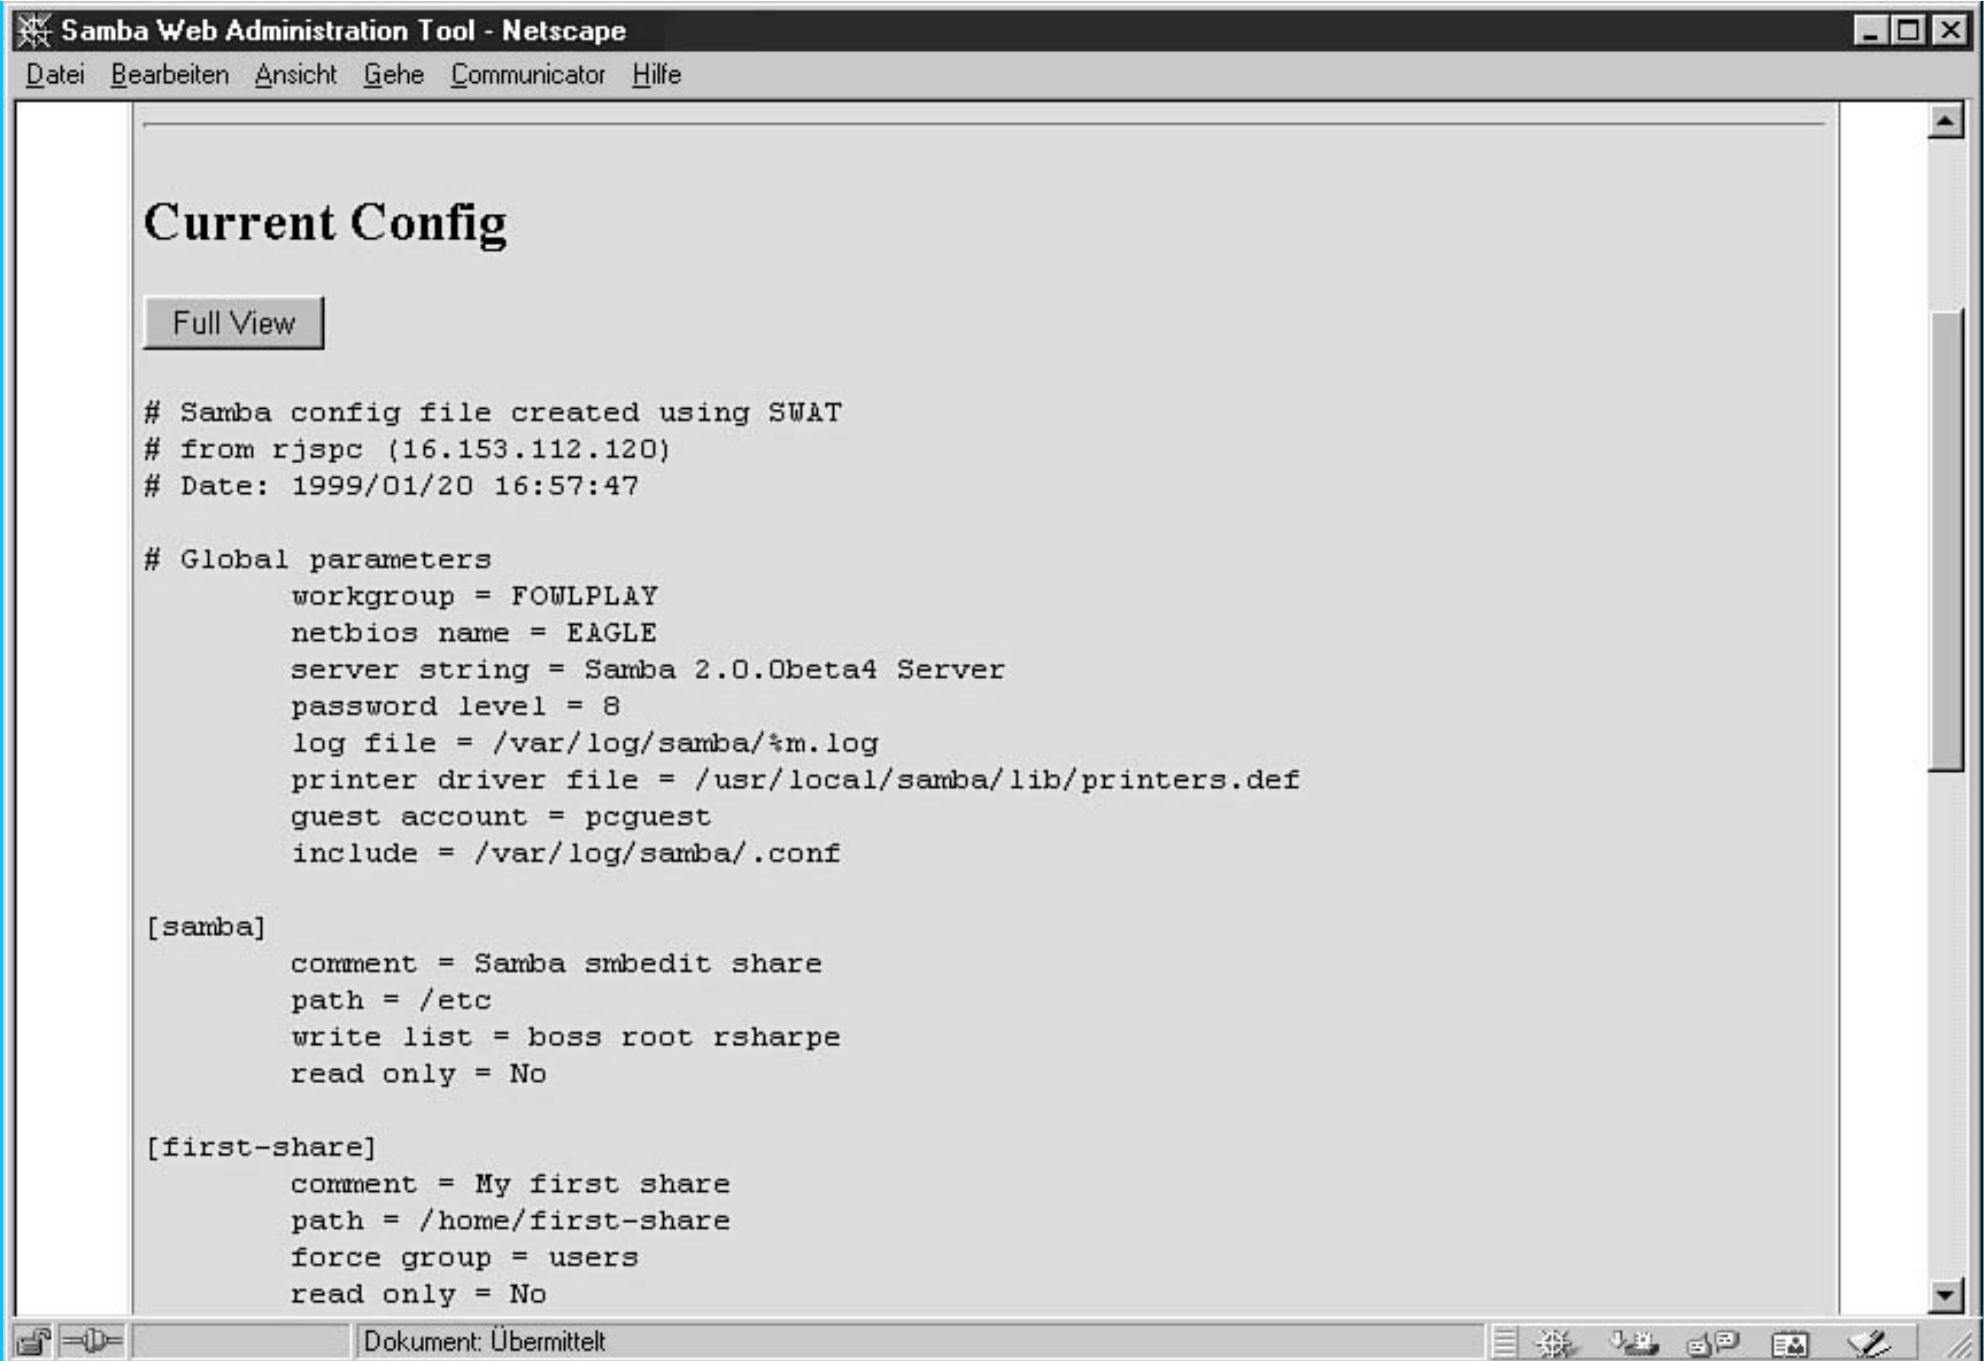 Samba Web Administration Tool - Netscape
Datei Bearbeiten Ansicht Gehe Communicator Hilfe
Current Config
Full View
# Samba config file created using SWAT
# from rjspc (16.153.112.120)
# Date: 1999/01/20 16:57:47
# Global parameters
workgroup = FOWLPLAY
netbios name = EAGLE
server string = Samba 2.0.0beta4 Server
password level = 8
log file = /var/log/samba/%m.log
printer driver file = /usr/local/samba/lib/printers.def
guest account = pcguest
include = /var/log/samba/.conf
[samba]
comment = Samba smbedit share
path = /etc
write list = boss root rsharpe
read only = No
[first-share]
comment = My first share
path = /home/first-share
force group = users
read only = No
Dokument: Übermittelt